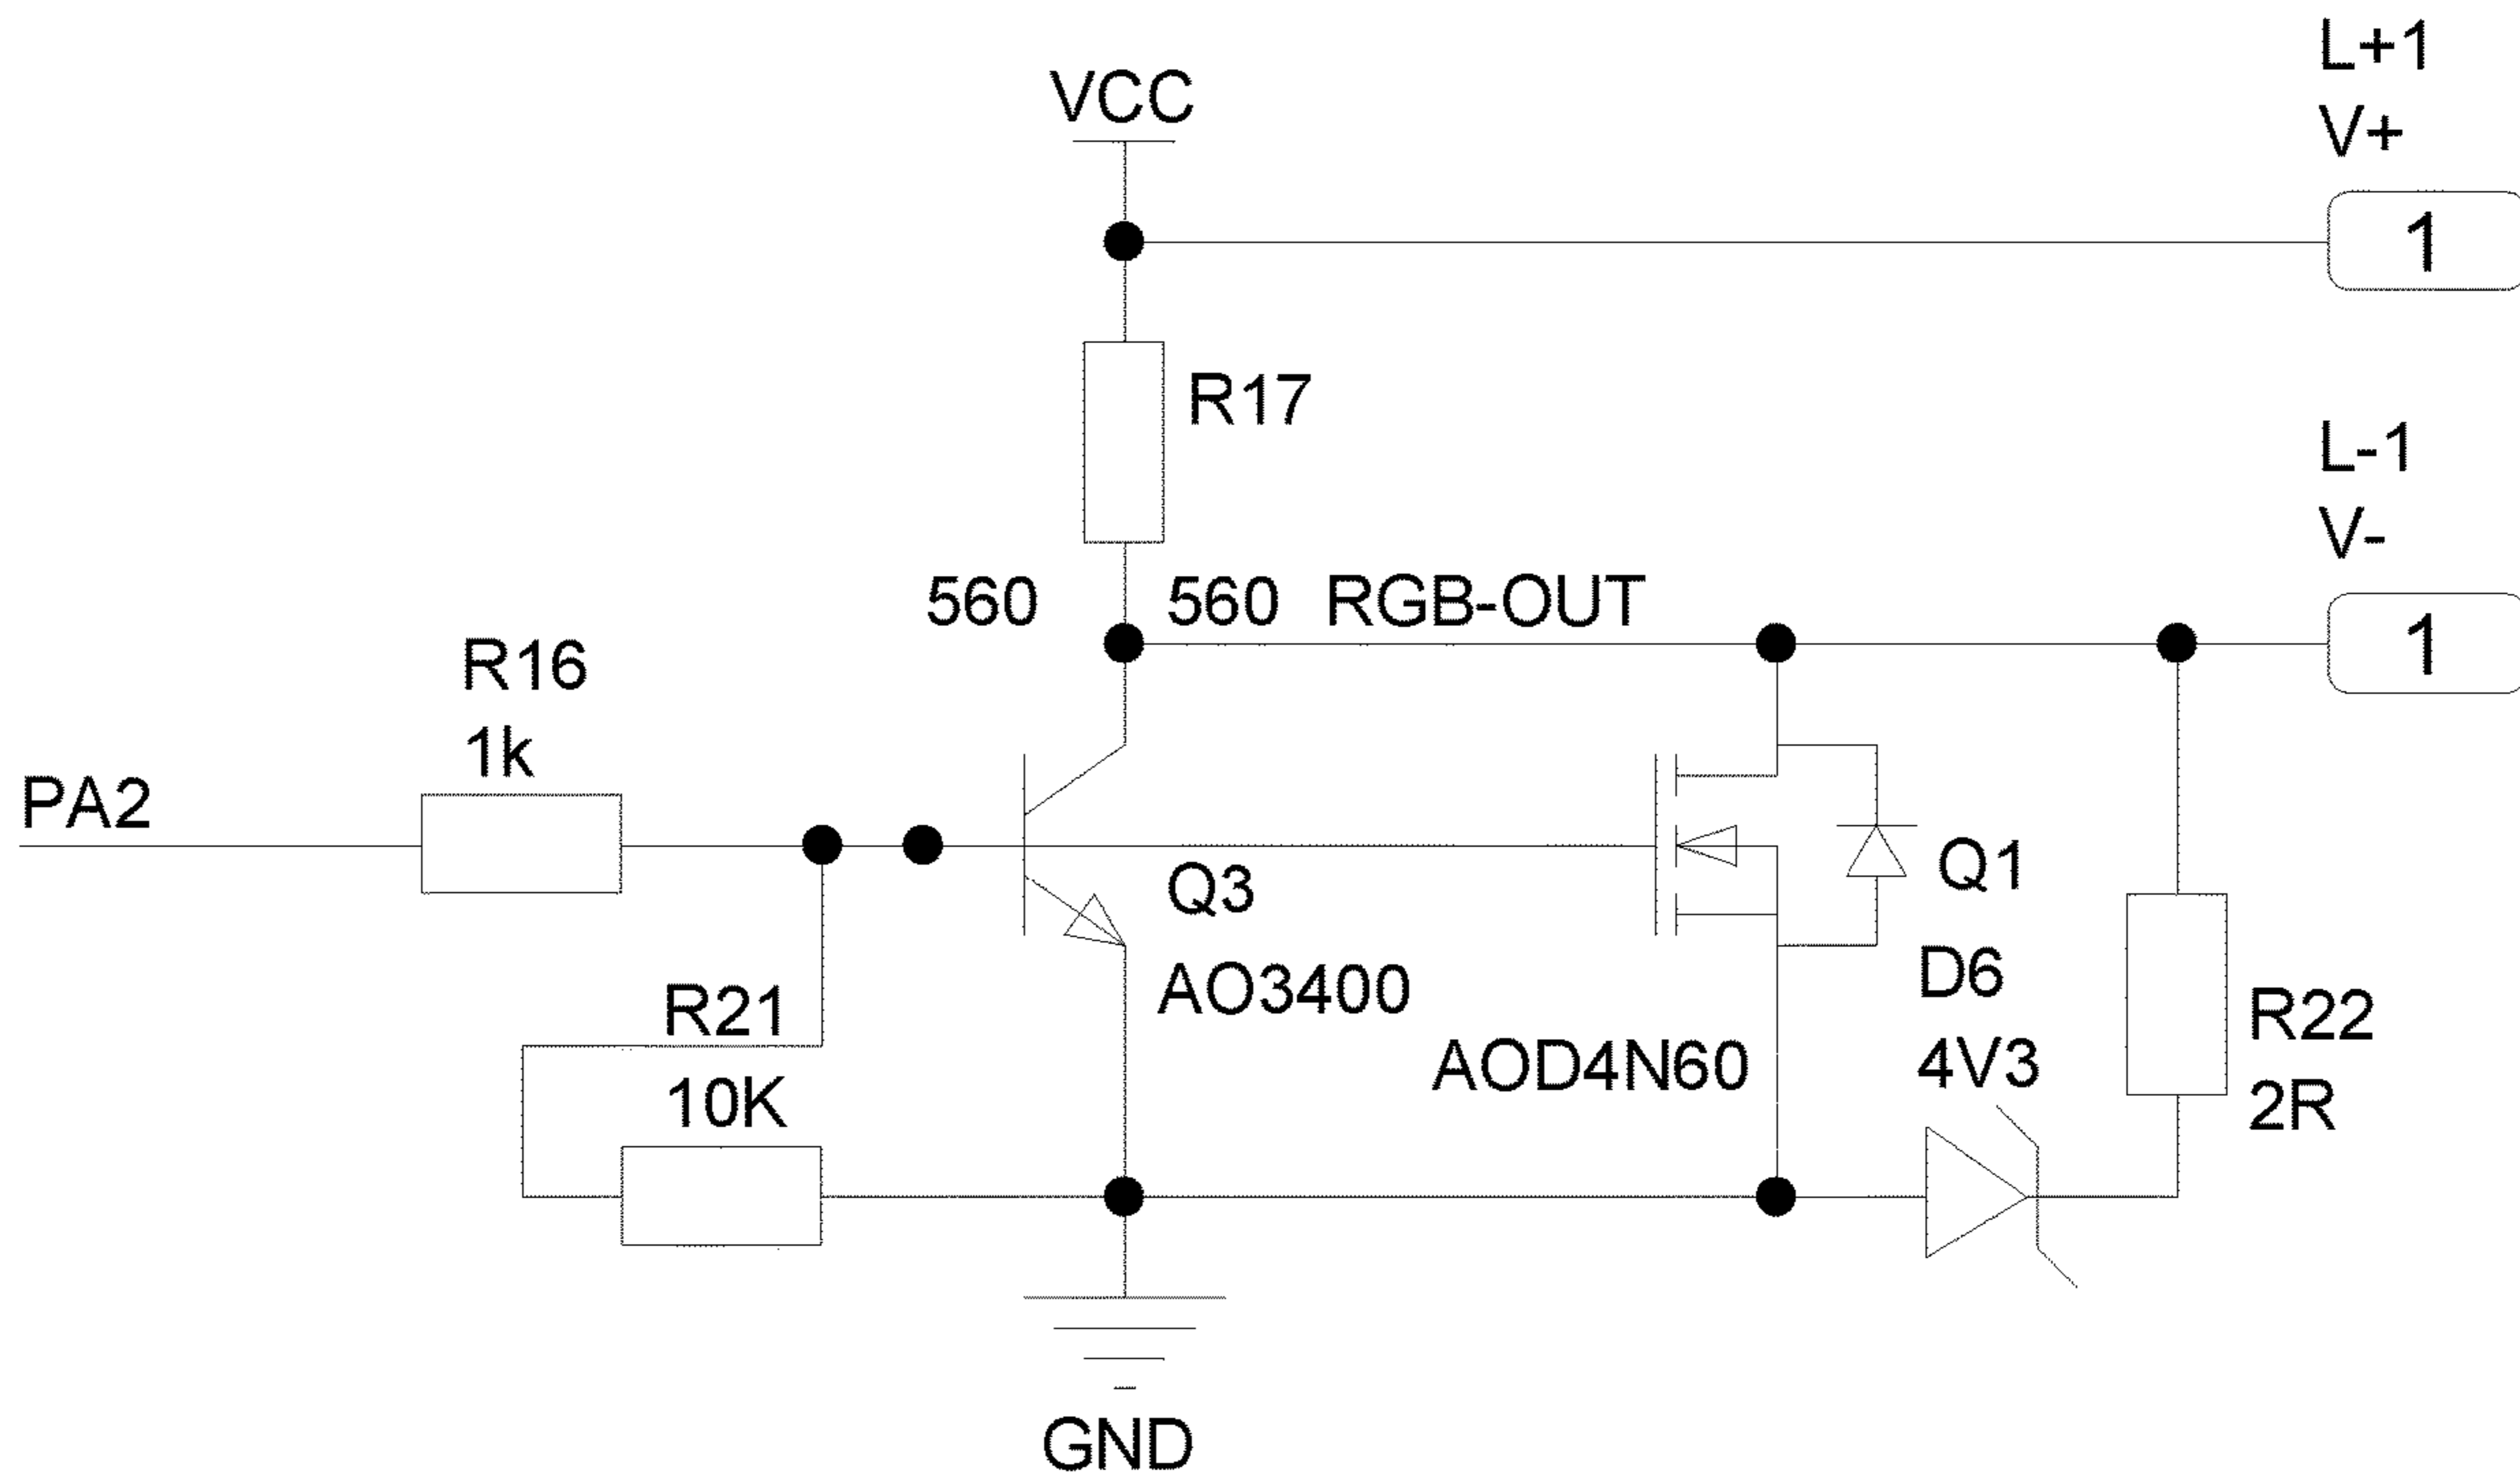 L+1
V+
VCC
1
R17
L-1
V-
560
560
RGB-OUT
1
R16
1k
PA2
Q3
Q1
AO3400
D6
R21
R22
4V3
AOD4N60
10K
2R
GND